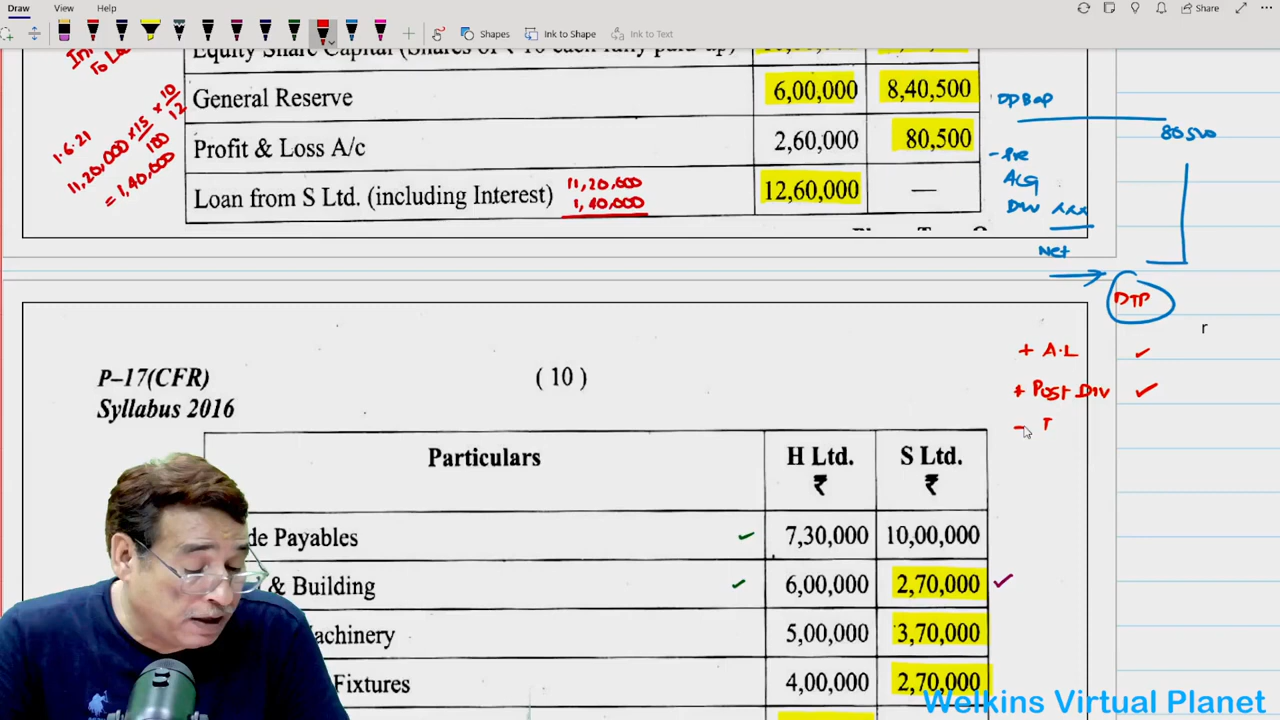 Draw View Share
Shapes Ink to Shape Ink to Text
To
Equity Share Capital (Shares of ₹ 10 each fully paid-up)
General Reserve 6,00,000 8,40,500
Profit & Loss A/c 2,60,000 80,500
Loan from S Ltd. (including Interest) 11,20,000 1,40,000 12,60,000 —
1.6.21
11,20,000 × 15/100 × 10/12
= 1,40,000
80500
- Pre
ACQ
Div xxx
Net
DTP
r
+ A.L
+ Post Div
-
P–17(CFR) ( 10 )
Syllabus 2016
Particulars H Ltd. ₹ S Ltd. ₹
de Payables 7,30,000 10,00,000
& Building 6,00,000 2,70,000
achinery 5,00,000 3,70,000
Fixtures 4,00,000 2,70,000
Welkins Virtual Planet